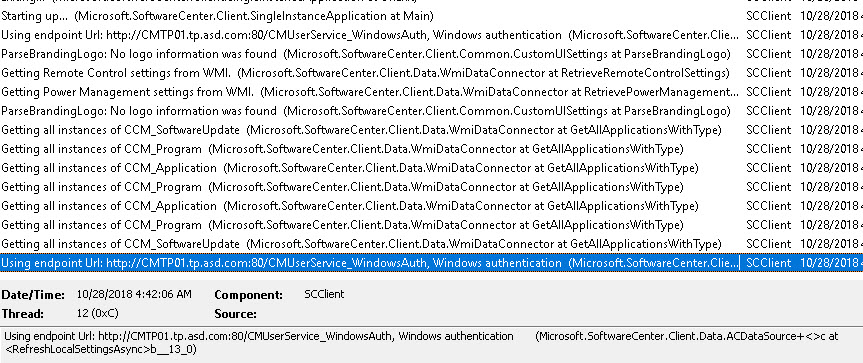 Starting up... (Microsoft.SoftwareCenter.Client.SingleInstanceApplication at Main) SCClient 10/28/2018
Using endpoint Url: http://CMTP01.tp.asd.com:80/CMUserService_WindowsAuth, Windows authentication (Microsoft.SoftwareCenter.Clie... SCClient 10/28/2018
ParseBrandingLogo: No logo information was found (Microsoft.SoftwareCenter.Client.Common.CustomUISettings at ParseBrandingLogo) SCClient 10/28/2018
Getting Remote Control settings from WMI. (Microsoft.SoftwareCenter.Client.Data.WmiDataConnector at RetrieveRemoteControlSettings) SCClient 10/28/2018
Getting Power Management settings from WMI. (Microsoft.SoftwareCenter.Client.Data.WmiDataConnector at RetrievePowerManagement... SCClient 10/28/2018
ParseBrandingLogo: No logo information was found (Microsoft.SoftwareCenter.Client.Common.CustomUISettings at ParseBrandingLogo) SCClient 10/28/2018
Getting all instances of CCM_SoftwareUpdate (Microsoft.SoftwareCenter.Client.Data.WmiDataConnector at GetAllApplicationsWithType) SCClient 10/28/2018
Getting all instances of CCM_Program (Microsoft.SoftwareCenter.Client.Data.WmiDataConnector at GetAllApplicationsWithType) SCClient 10/28/2018
Getting all instances of CCM_Application (Microsoft.SoftwareCenter.Client.Data.WmiDataConnector at GetAllApplicationsWithType) SCClient 10/28/2018
Getting all instances of CCM_Program (Microsoft.SoftwareCenter.Client.Data.WmiDataConnector at GetAllApplicationsWithType) SCClient 10/28/2018
Getting all instances of CCM_Application (Microsoft.SoftwareCenter.Client.Data.WmiDataConnector at GetAllApplicationsWithType) SCClient 10/28/2018
Getting all instances of CCM_Program (Microsoft.SoftwareCenter.Client.Data.WmiDataConnector at GetAllApplicationsWithType) SCClient 10/28/2018
Getting all instances of CCM_SoftwareUpdate (Microsoft.SoftwareCenter.Client.Data.WmiDataConnector at GetAllApplicationsWithType) SCClient 10/28/2018
Using endpoint Url: http://CMTP01.tp.asd.com:80/CMUserService_WindowsAuth, Windows authentication (Microsoft.SoftwareCenter.Clie... SCClient 10/28/2018
Date/Time: 10/28/2018 4:42:06 AM Component: SCClient
Thread: 12 (0xC) Source:
Using endpoint Url: http://CMTP01.tp.asd.com:80/CMUserService_WindowsAuth, Windows authentication (Microsoft.SoftwareCenter.Client.Data.ACDataSource+<>c at
<RefreshLocalSettingsAsync>b__13_0)